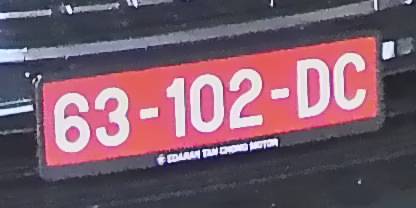 63-102-DC
EDARAN TAN CHONG MOTOR